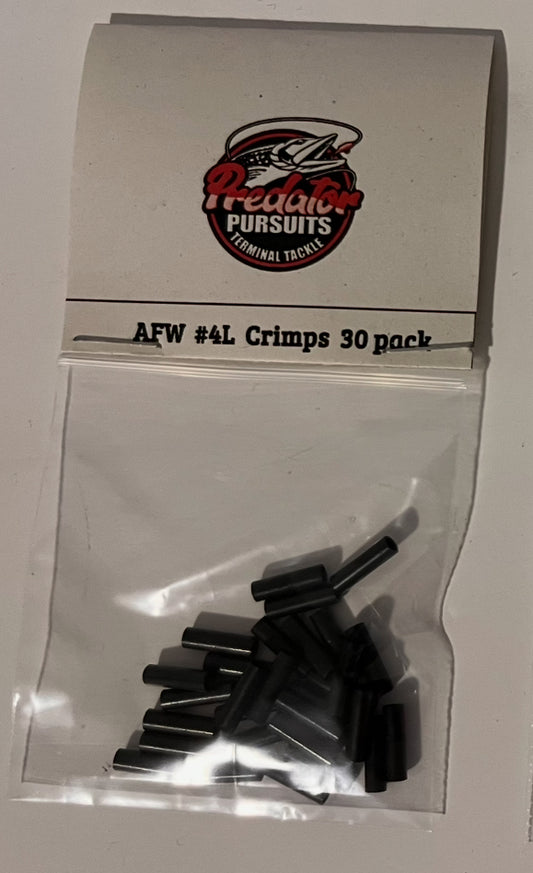 Predator
PURSUITS
TERMINAL TACKLE
AFW #4L Crimps 30 pack